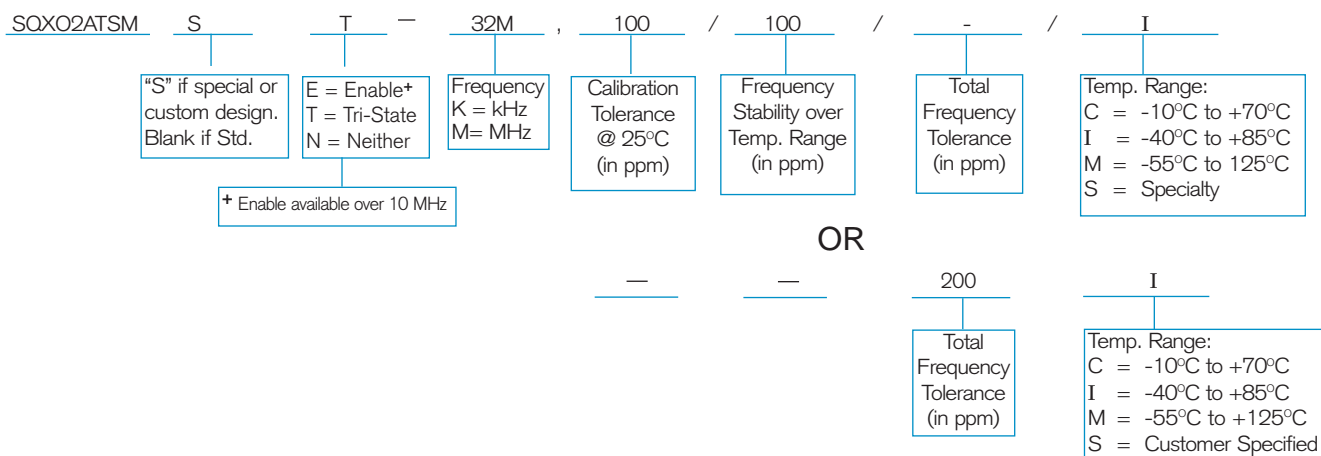 SQXO2ATSM S T — 32M , 100 / 100 / - / I
"S" if special or
custom design.
Blank if Std.
E = Enable+
T = Tri-State
N = Neither
+ Enable available over 10 MHz
Frequency
K = kHz
M= MHz
Calibration
Tolerance
@ 25°C
(in ppm)
Frequency
Stability over
Temp. Range
(in ppm)
Total
Frequency
Tolerance
(in ppm)
Temp. Range:
C = -10°C to +70°C
I = -40°C to +85°C
M = -55°C to 125°C
S = Specialty
OR
— — 200 I
Total
Frequency
Tolerance
(in ppm)
Temp. Range:
C = -10°C to +70°C
I = -40°C to +85°C
M = -55°C to +125°C
S = Customer Specified